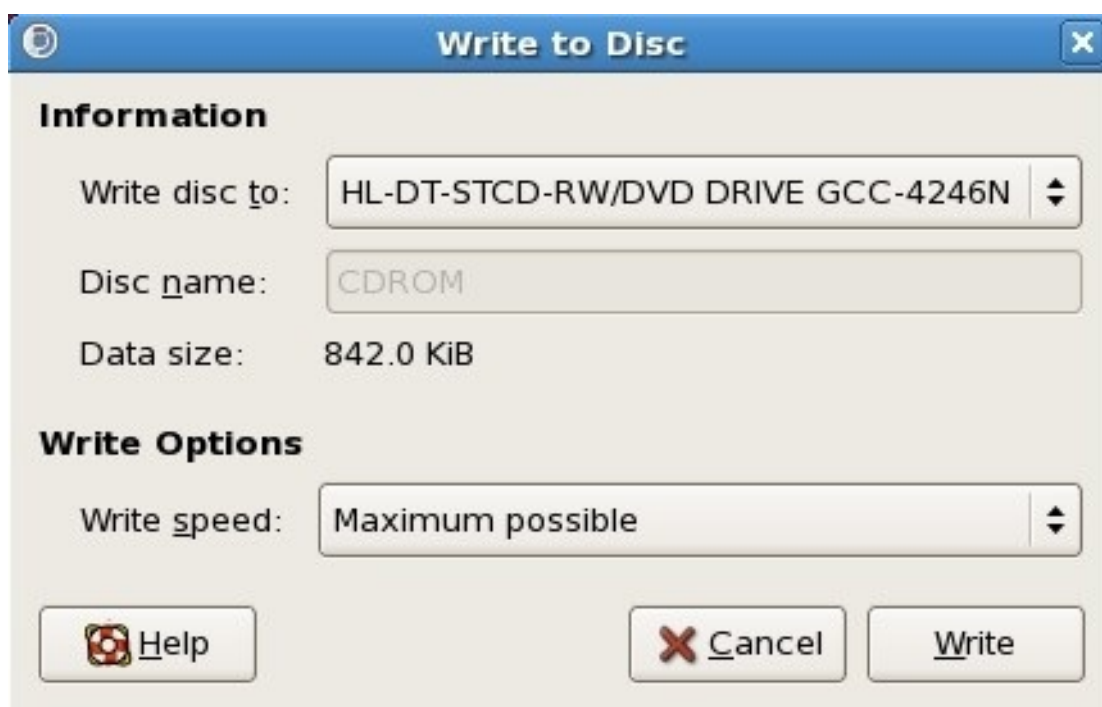 Write to Disc
Information
Write disc to: HL-DT-STCD-RW/DVD DRIVE GCC-4246N
Disc name: CDROM
Data size: 842.0 KiB
Write Options
Write speed: Maximum possible
Help Cancel Write